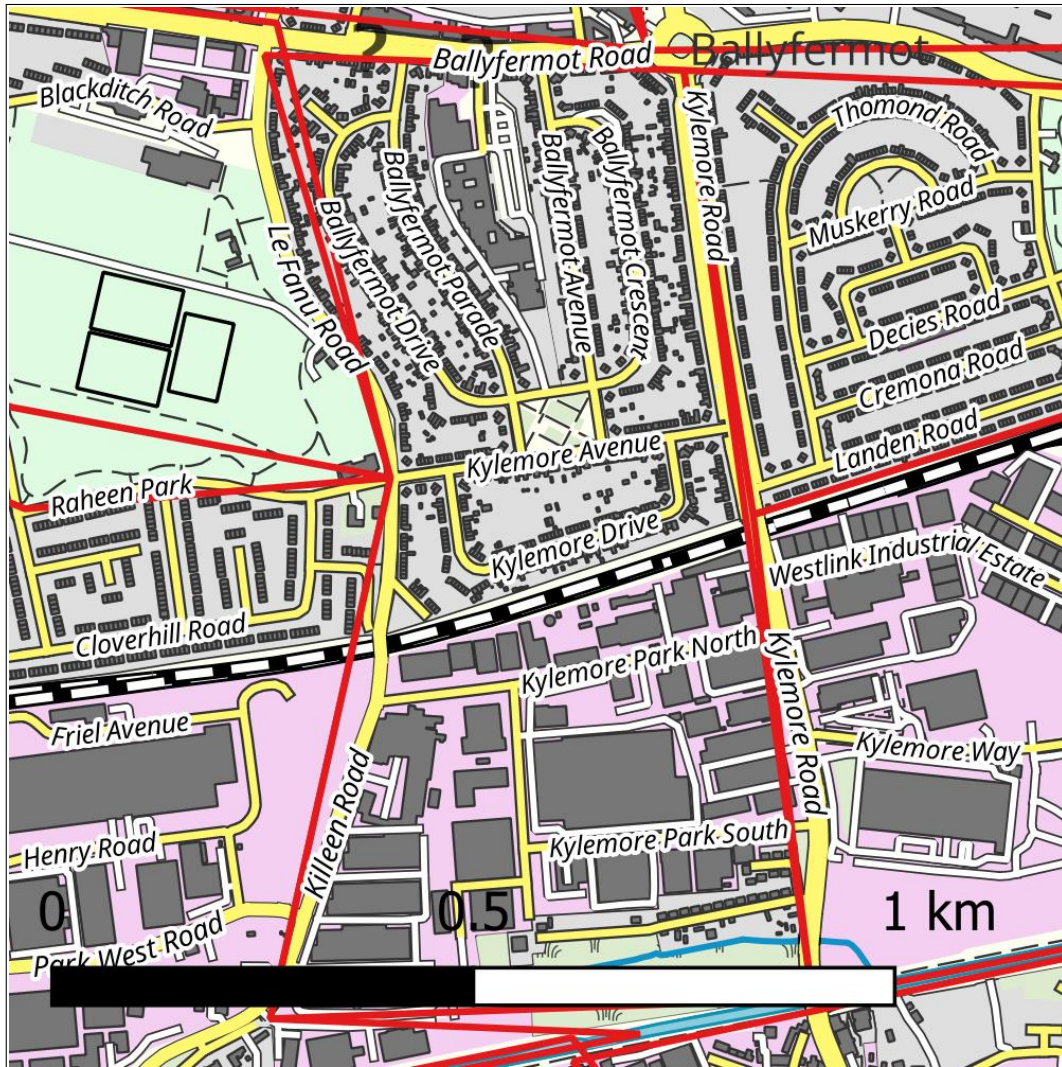 2
Ballyfermot Road
Ballyfermot
Blackditch Road
Kylemore Road
Thomond Road
Ballyfermot Parade
Ballyfermot Avenue
Ballyfermot Crescent
Muskerry Road
Ballyfermot Drive
Le Fanu Road
Decies Road
Cremona Road
Landen Road
Kylemore Avenue
Raheen Park
Kylemore Drive
Westlink Industrial Estate
Cloverhill Road
Kylemore Park North
Kylemore Road
Friel Avenue
Kylemore Way
Killeen Road
Henry Road
Kylemore Park South
0
0.5
1 km
Park West Road